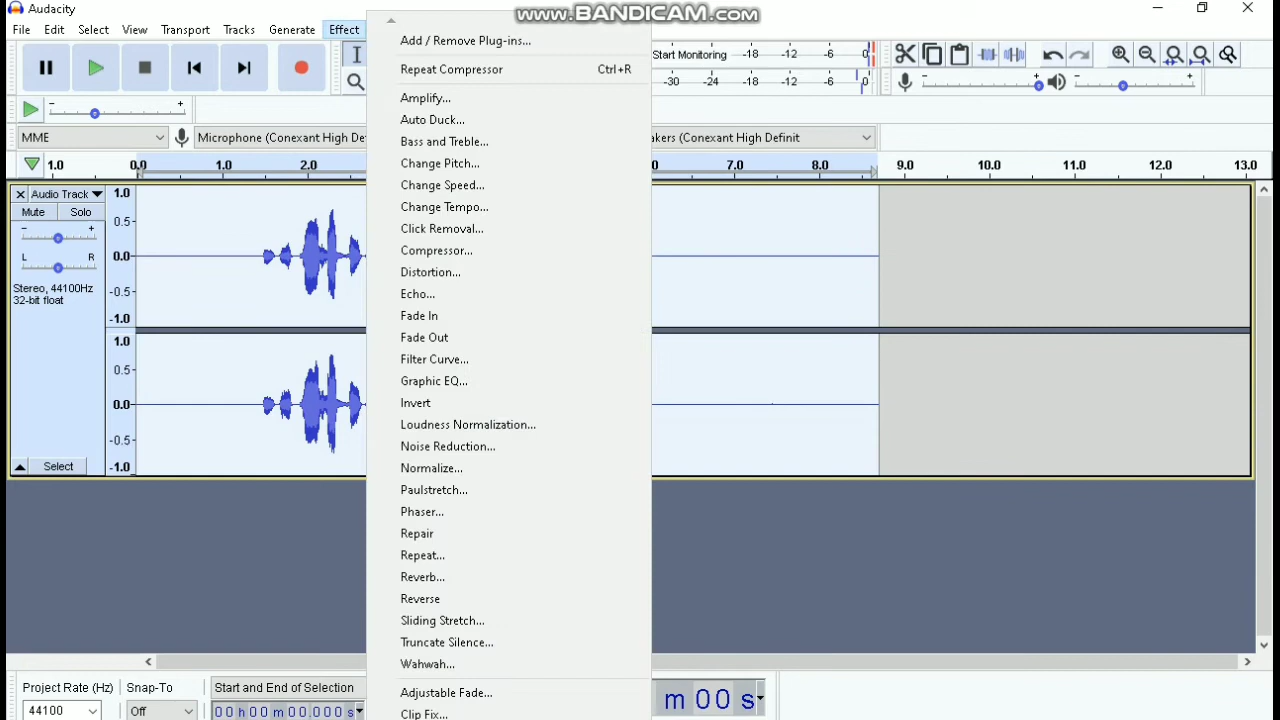 Audacity
www.BANDICAM.com
File Edit Select View Transport Tracks Generate Effect
Add / Remove Plug-ins...
Repeat Compressor Ctrl+R
Amplify...
Auto Duck...
Bass and Treble...
Change Pitch...
Change Speed...
Change Tempo...
Click Removal...
Compressor...
Distortion...
Echo...
Fade In
Fade Out
Filter Curve...
Graphic EQ...
Invert
Loudness Normalization...
Noise Reduction...
Normalize...
Paulstretch...
Phaser...
Repair
Repeat...
Reverb...
Reverse
Sliding Stretch...
Truncate Silence...
Wahwah...
Adjustable Fade...
Clip Fix...
Start Monitoring -18 -12 -6 0
-30 -24 -18 -12 -6 0
- +
- +
- +
MME
Microphone (Conexant High De
akers (Conexant High Definit
1.0 0.0 1.0 2.0
.0 7.0 8.0 9.0 10.0 11.0 12.0 13.0
Audio Track
Mute Solo
- +
L R
Stereo, 44100Hz
32-bit float
Select
1.0
0.5
0.0
-0.5
-1.0
1.0
0.5
0.0
-0.5
-1.0
Project Rate (Hz) Snap-To Start and End of Selection
44100 Off 00 h 00 m 00.000 s
m 00 s